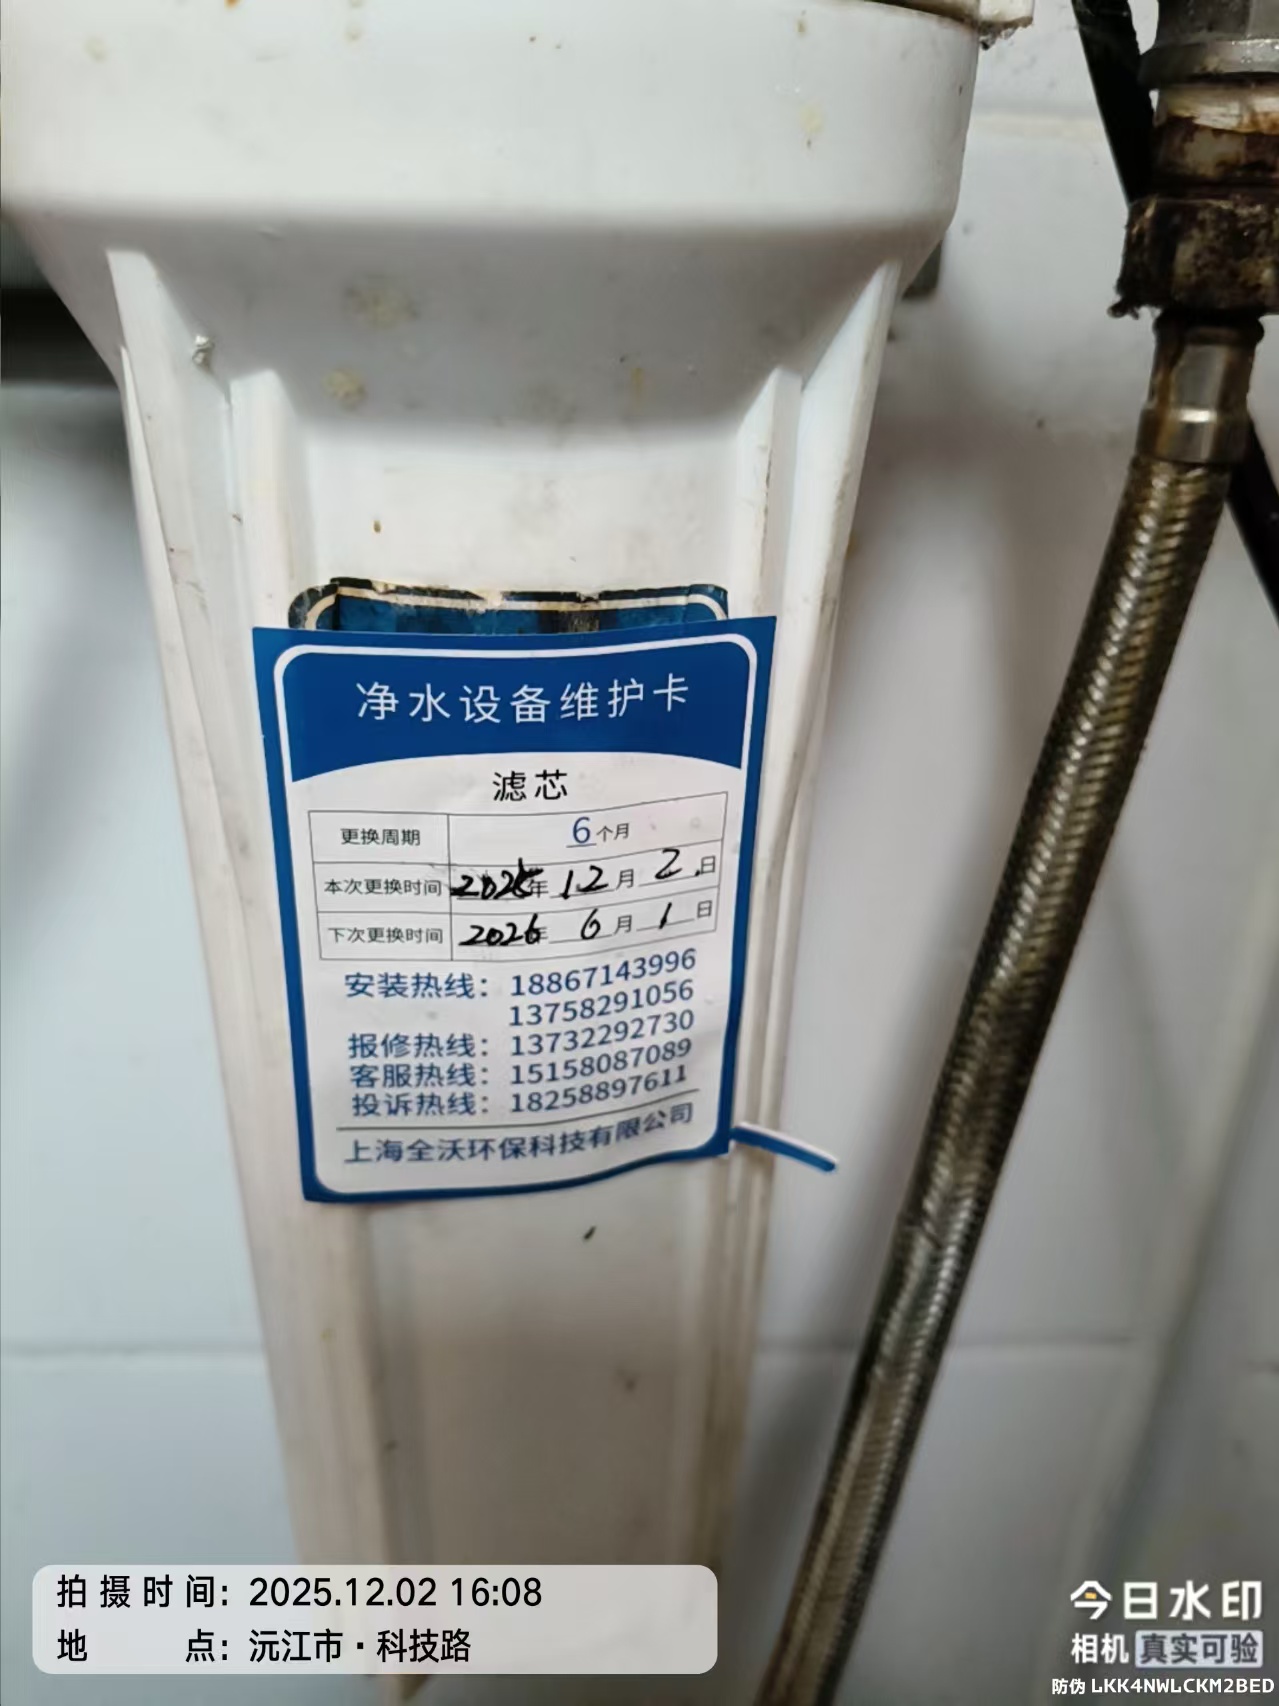 净水设备维护卡
滤芯
更换周期 6个月
本次更换时间 2025年12月2日
下次更换时间 2026年6月1日
安装热线：18867143996
13758291056
报修热线：13732292730
客服热线：15158087089
投诉热线：18258897611
上海全沃环保科技有限公司
拍摄时间：2025.12.02 16:08
地点：沅江市·科技路
今日水印
相机 真实可验
防伪 LKK4NWLCKM2BED